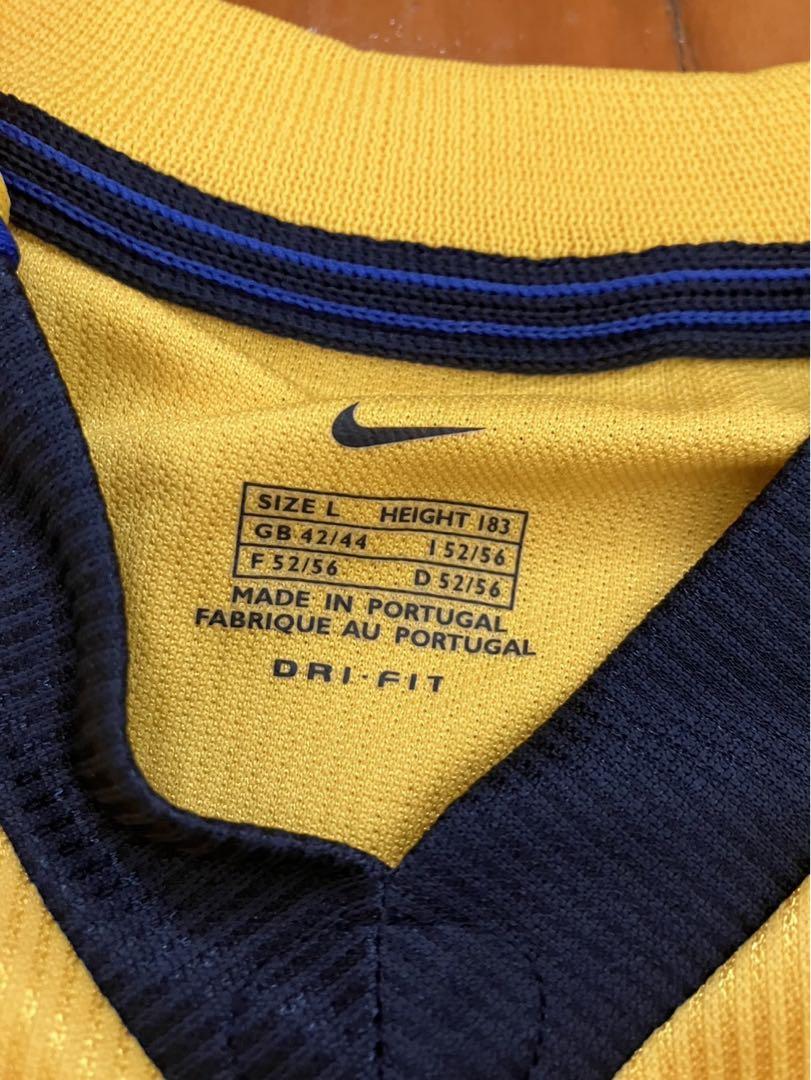 SIZE L HEIGHT 183
GB 42/44 I 52/56
F 52/56 D 52/56
MADE IN PORTUGAL
FABRIQUE AU PORTUGAL
DRI-FIT